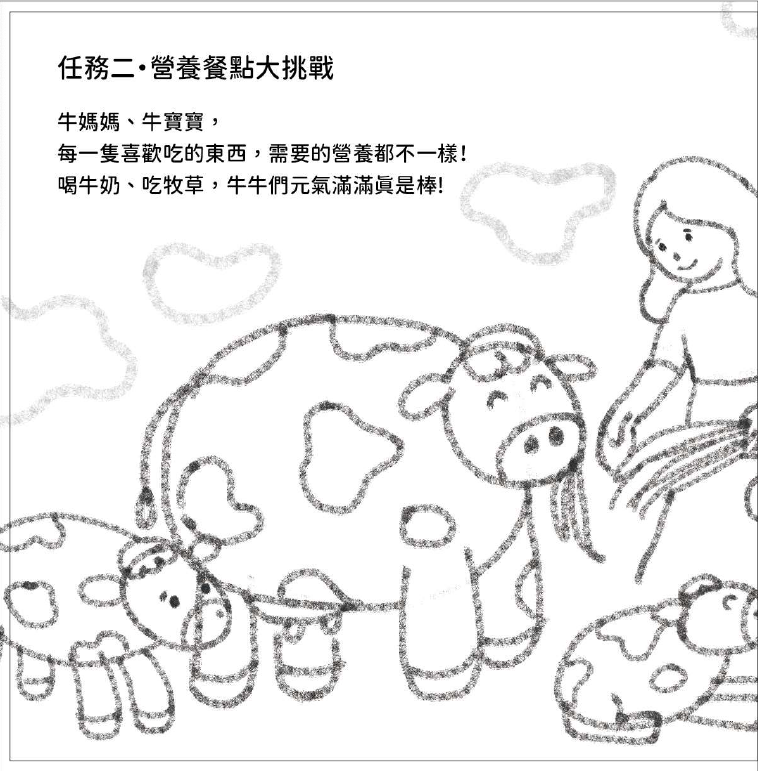 任務二・營養餐點大挑戰
牛媽媽、牛寶寶，
每一隻喜歡吃的東西，需要的營養都不一樣！
喝牛奶、吃牧草，牛牛們元氣滿滿真是棒!